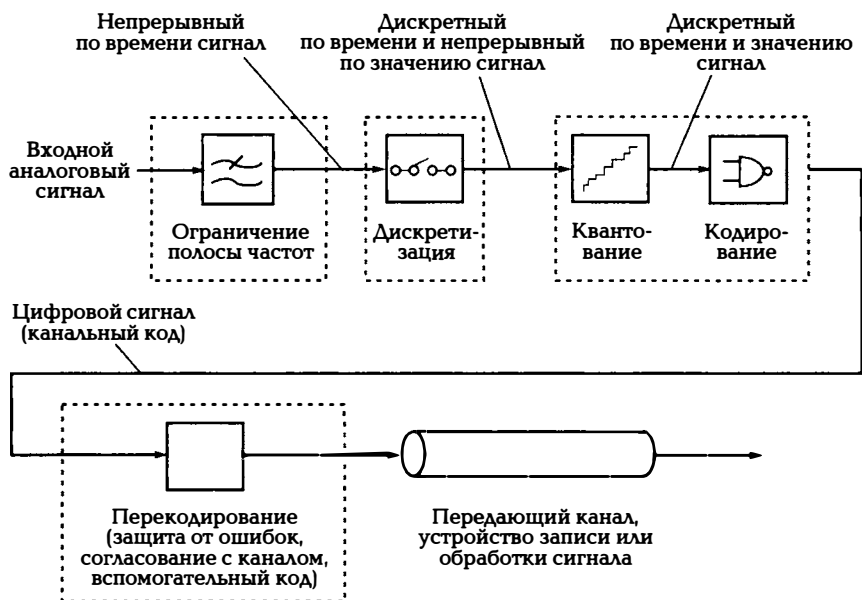 Непрерывный
по времени сигнал
Дискретный
по времени и непрерывный
по значению сигнал
Дискретный
по времени и значению
сигнал
Входной
аналоговый
сигнал
Ограничение
полосы частот
Дискрети-
зация
Кванто-
вание
Кодиро-
вание
Цифровой сигнал
(канальный код)
Перекодирование
(защита от ошибок,
согласование с каналом,
вспомогательный код)
Передающий канал,
устройство записи или
обработки сигнала